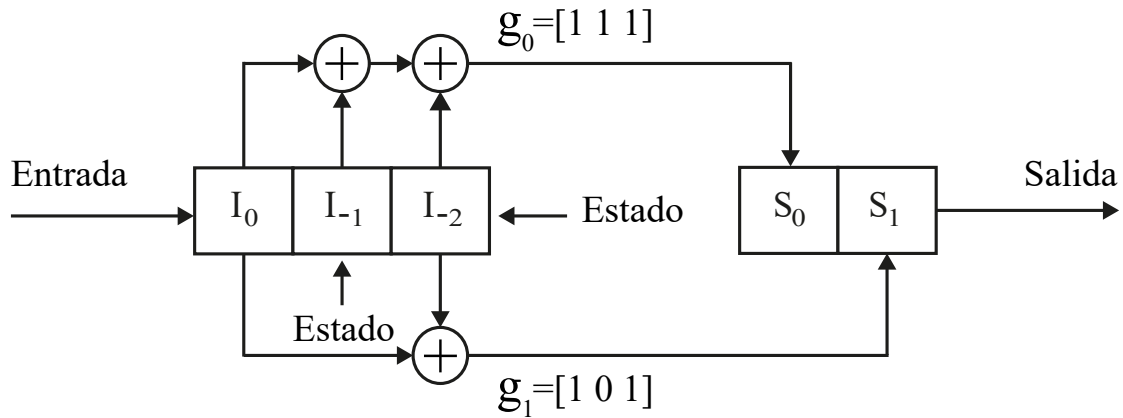 g₀=[1 1 1]
Entrada
I₀ I₋₁ I₋₂
Estado
S₀ S₁
Salida
Estado
g₁=[1 0 1]